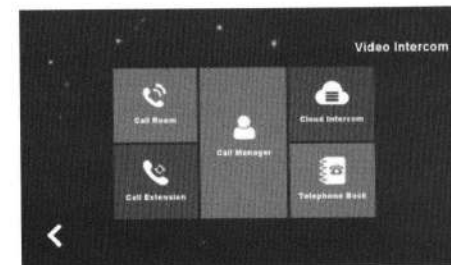 Video Intercom
Call Room
Call Manager
Cloud Intercom
Call Extension
Telephone Book